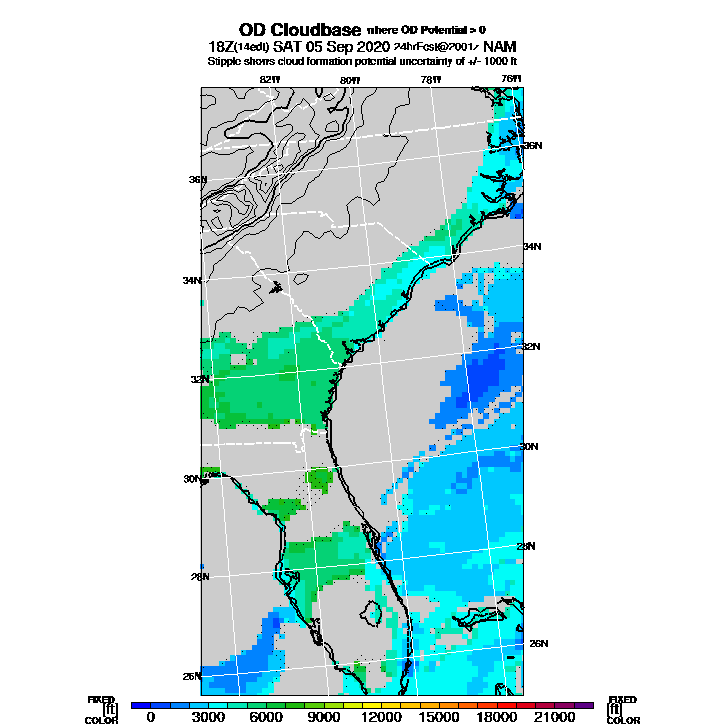 OD Cloudbase where OD Potential > 0
18Z(14edt) SAT 05 Sep 2020 24hrFcst@2001z NAM
Stipple shows cloud formation potential uncertainty of +/- 1000 ft
82W 80W 78W 76W
36N
36N
34N
34N
32N
32N
30N
30N
28N
28N
26N
26N
FIXED FIXED
[ft] 0 3000 6000 9000 12000 15000 18000 21000 [ft]
COLOR COLOR